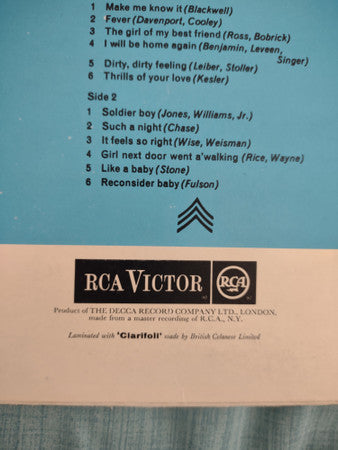 1 Make me know it (Blackwell)
2 Fever (Davenport, Cooley)
3 The girl of my best friend (Ross, Bobrick)
4 I will be home again (Benjamin, Leveen,
Singer)
5 Dirty, dirty feeling (Leiber, Stoller)
6 Thrills of your love (Kesler)
Side 2
1 Soldier boy (Jones, Williams, Jr.)
2 Such a night (Chase)
3 It feels so right (Wise, Weisman)
4 Girl next door went a'walking (Rice, Wayne)
5 Like a baby (Stone)
6 Reconsider baby (Fulson)
RCA VICTOR RCA
Product of THE DECCA RECORD COMPANY LTD., LONDON,
made from a master recording of R.C.A., N.Y.
Laminated with 'Clarifoil' made by British Celanese Limited